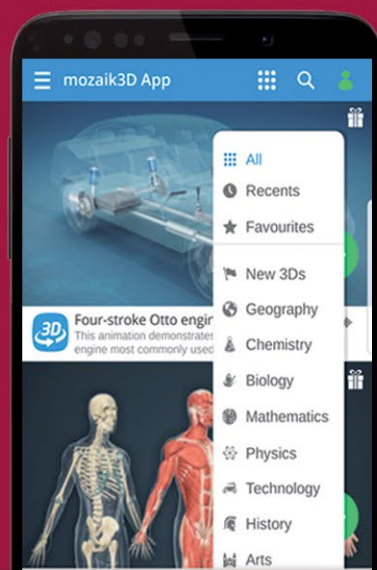 mozaik3D App
All
Recents
Favourites
New 3Ds
Geography
Chemistry
Biology
Mathematics
Physics
Technology
History
Arts
3D
Four-stroke Otto
This animation demonstrates
engine most commonly used